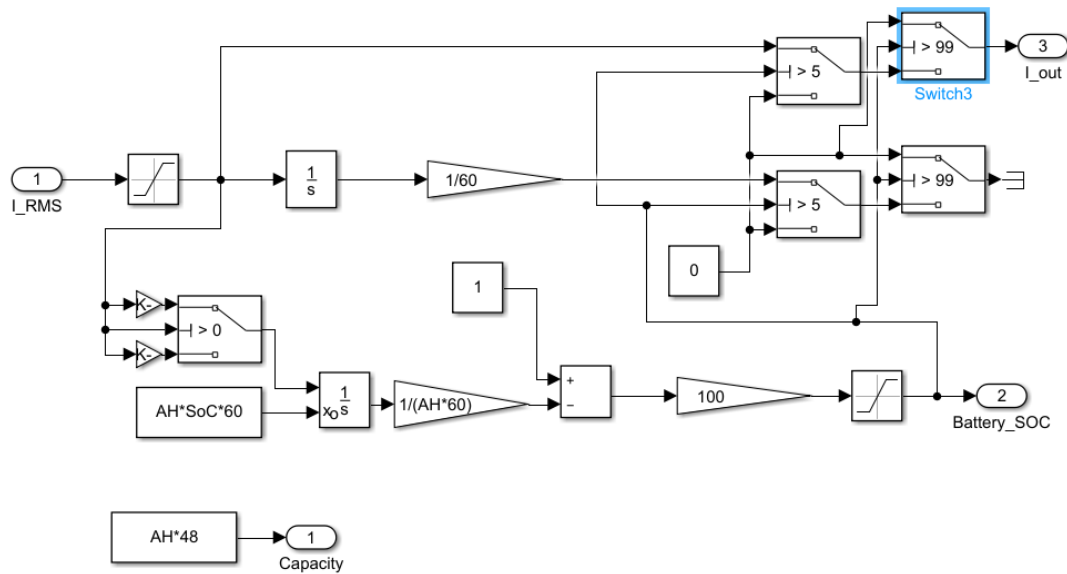 > 5
> 99
3
I_out
Switch3
1
I_RMS
1
s
1/60
> 5
> 99
0
1
K-
> 0
K-
AH*SoC*60
xo
1
s
1/(AH*60)
+
−
100
2
Battery_SOC
AH*48
1
Capacity